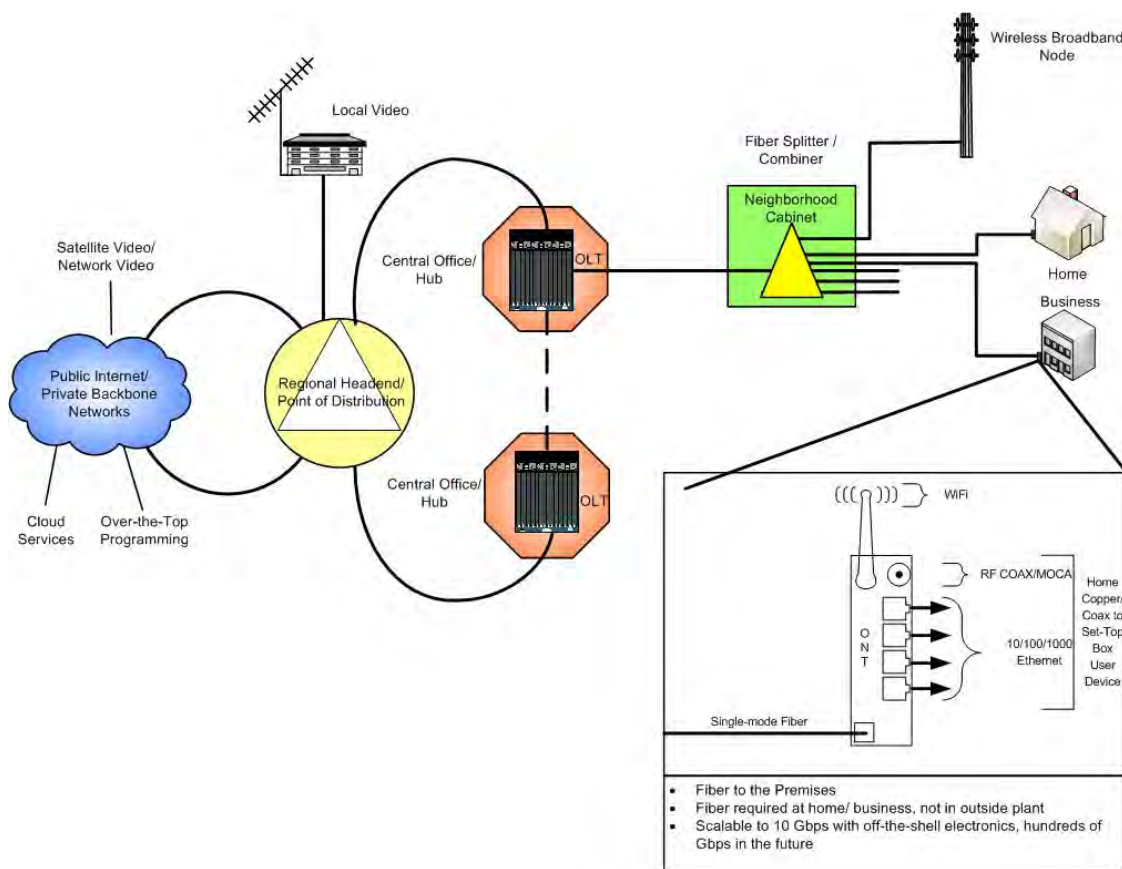 Wireless Broadband
Node
Local Video
Fiber Splitter /
Combiner
Neighborhood
Cabinet
Satellite Video/
Network Video
Central Office/
Hub
OLT
Home
Business
Public Internet/
Private Backbone
Networks
Regional Headend/
Point of Distribution
Central Office/
Hub
OLT
Cloud
Services
Over-the-Top
Programming
WiFi
RF COAX/MOCA
Home
Copper/
Coax to
Set-Top
Box
User
Device
O
N
T
10/100/1000
Ethernet
Single-mode Fiber
• Fiber to the Premises
• Fiber required at home/ business, not in outside plant
• Scalable to 10 Gbps with off-the-shell electronics, hundreds of
Gbps in the future